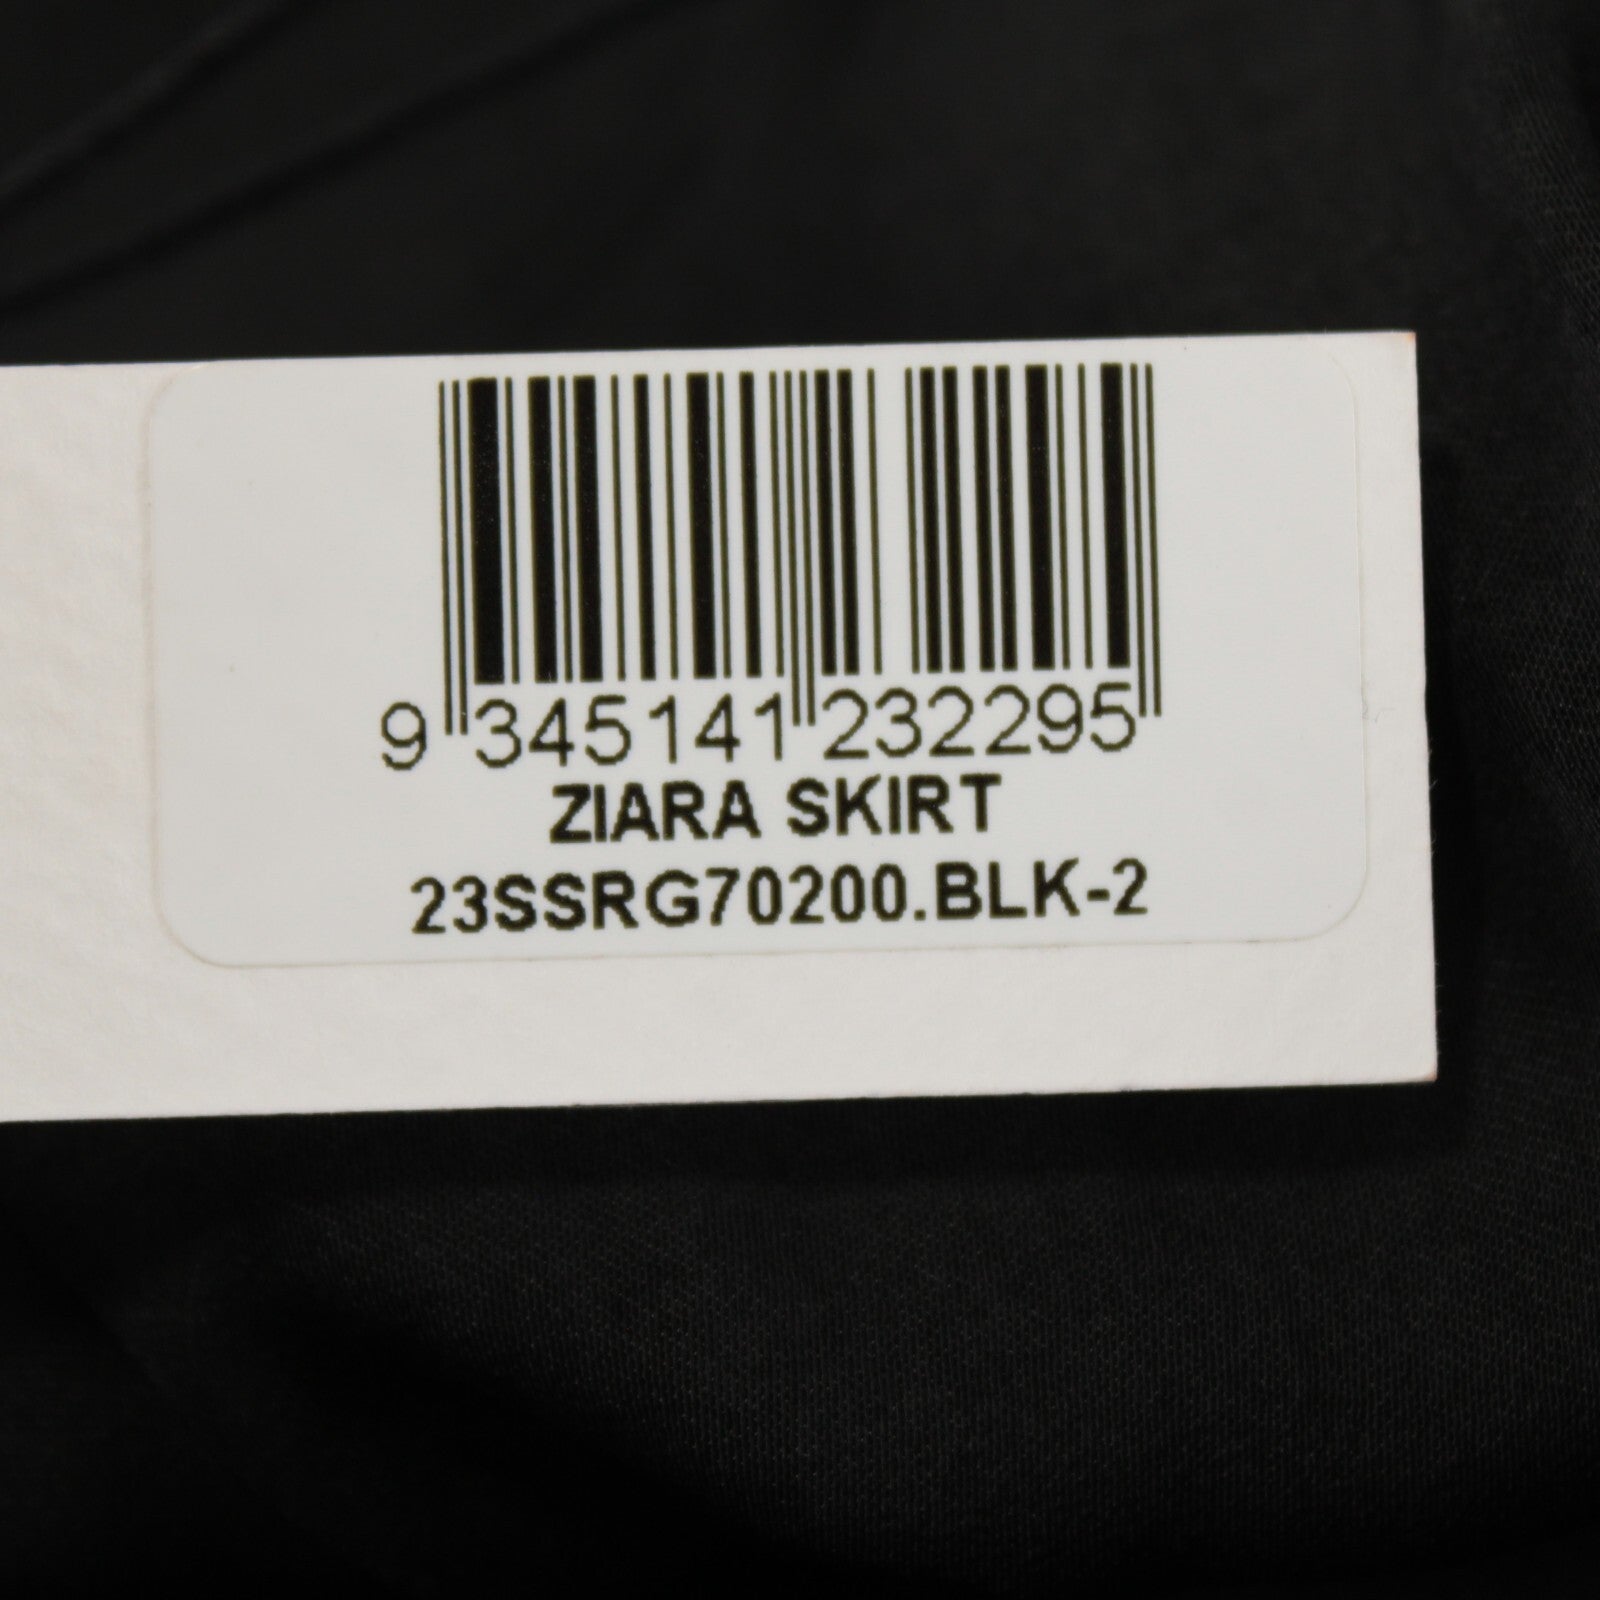 9 345141 232295
ZIARA SKIRT
23SSRG70200.BLK-2